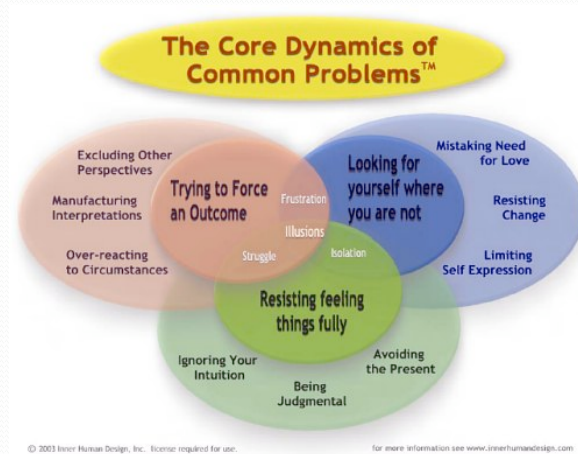 The Core Dynamics of
Common Problems™
Excluding Other
Perspectives
Manufacturing
Interpretations
Over-reacting
to Circumstances
Trying to Force
an Outcome
Frustration
Illusions
Struggle
Isolation
Looking for
yourself where
you are not
Mistaking Need
for Love
Resisting
Change
Limiting
Self Expression
Resisting feeling
things fully
Ignoring Your
Intuition
Being
Judgmental
Avoiding
the Present
© 2003 Inner Human Design, Inc. license required for use.
for more information see www.innerhumandesign.com